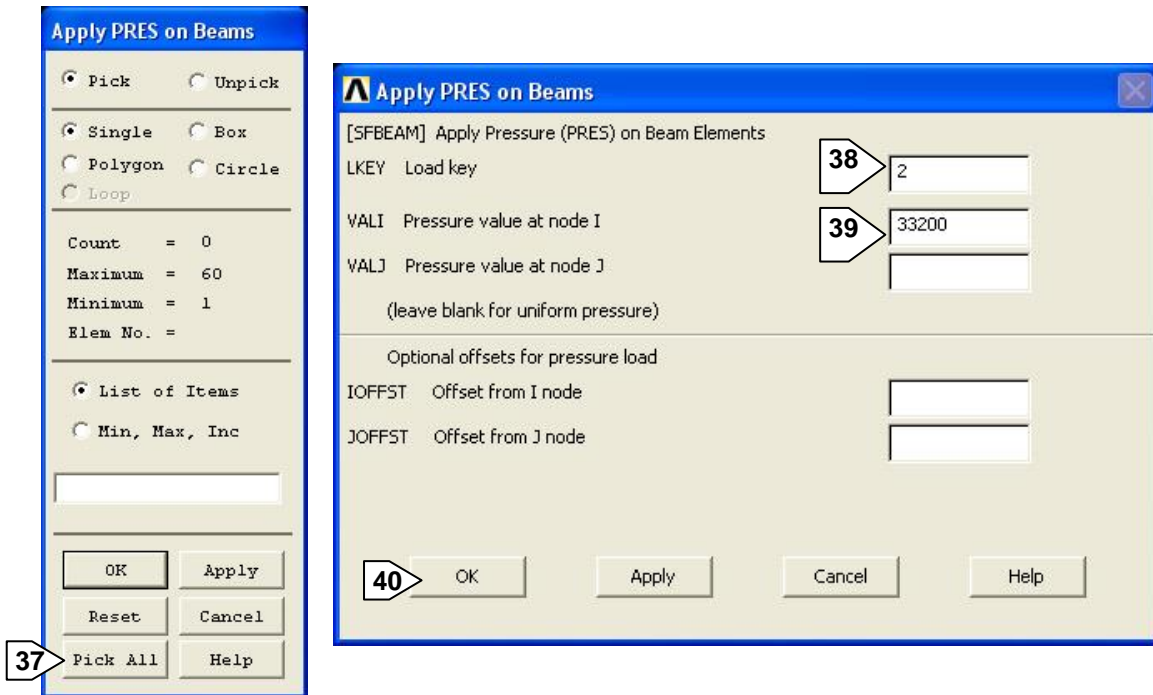 Apply PRES on Beams
Pick Unpick
Single Box
Polygon Circle
Loop
Count = 0
Maximum = 60
Minimum = 1
Elem No. =
List of Items
Min, Max, Inc
OK Apply
Reset Cancel
37 Pick All Help
Apply PRES on Beams
[SFBEAM] Apply Pressure (PRES) on Beam Elements
LKEY Load key 38 2
VALI Pressure value at node I 39 33200
VALJ Pressure value at node J
(leave blank for uniform pressure)
Optional offsets for pressure load
IOFFST Offset from I node
JOFFST Offset from J node
40 OK Apply Cancel Help